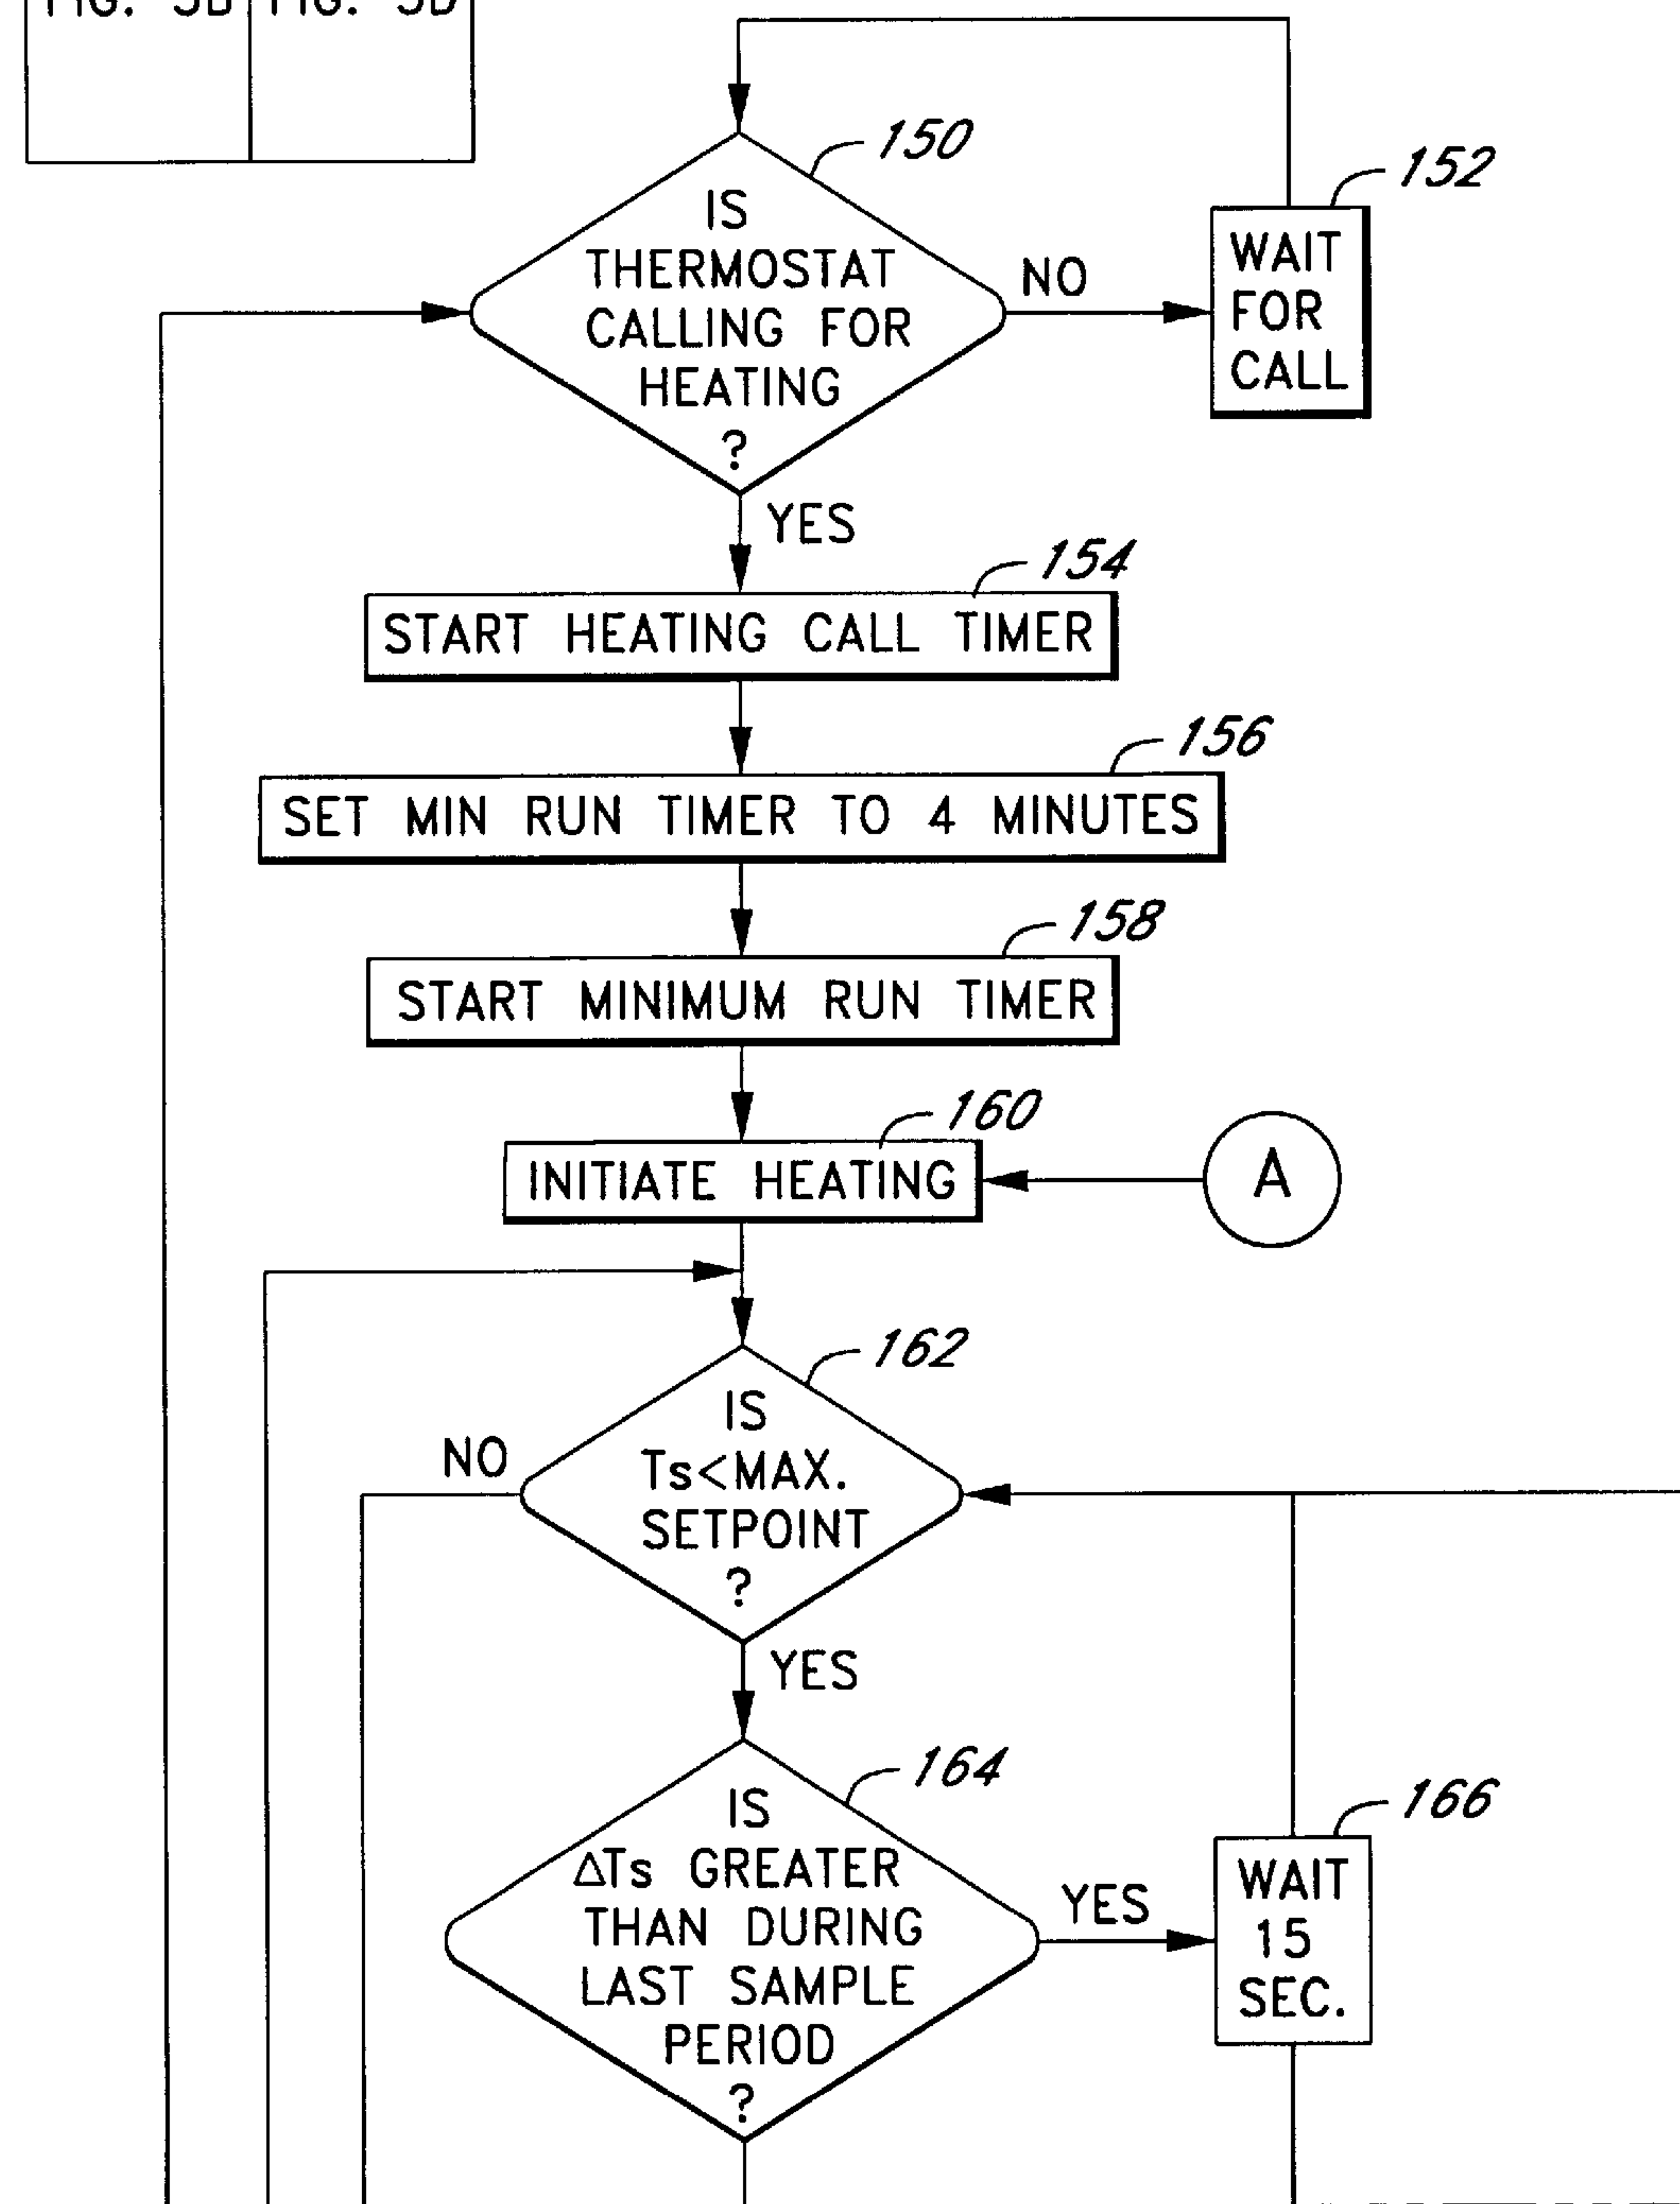 150
152
IS
THERMOSTAT
CALLING FOR
HEATING
?
NO
WAIT
FOR
CALL
YES
154
START HEATING CALL TIMER
156
SET MIN RUN TIMER TO 4 MINUTES
158
START MINIMUM RUN TIMER
160
INITIATE HEATING
A
162
IS
Ts<MAX.
SETPOINT
?
NO
YES
164
IS
ΔTs GREATER
THAN DURING
LAST SAMPLE
PERIOD
?
YES
166
WAIT
15
SEC.